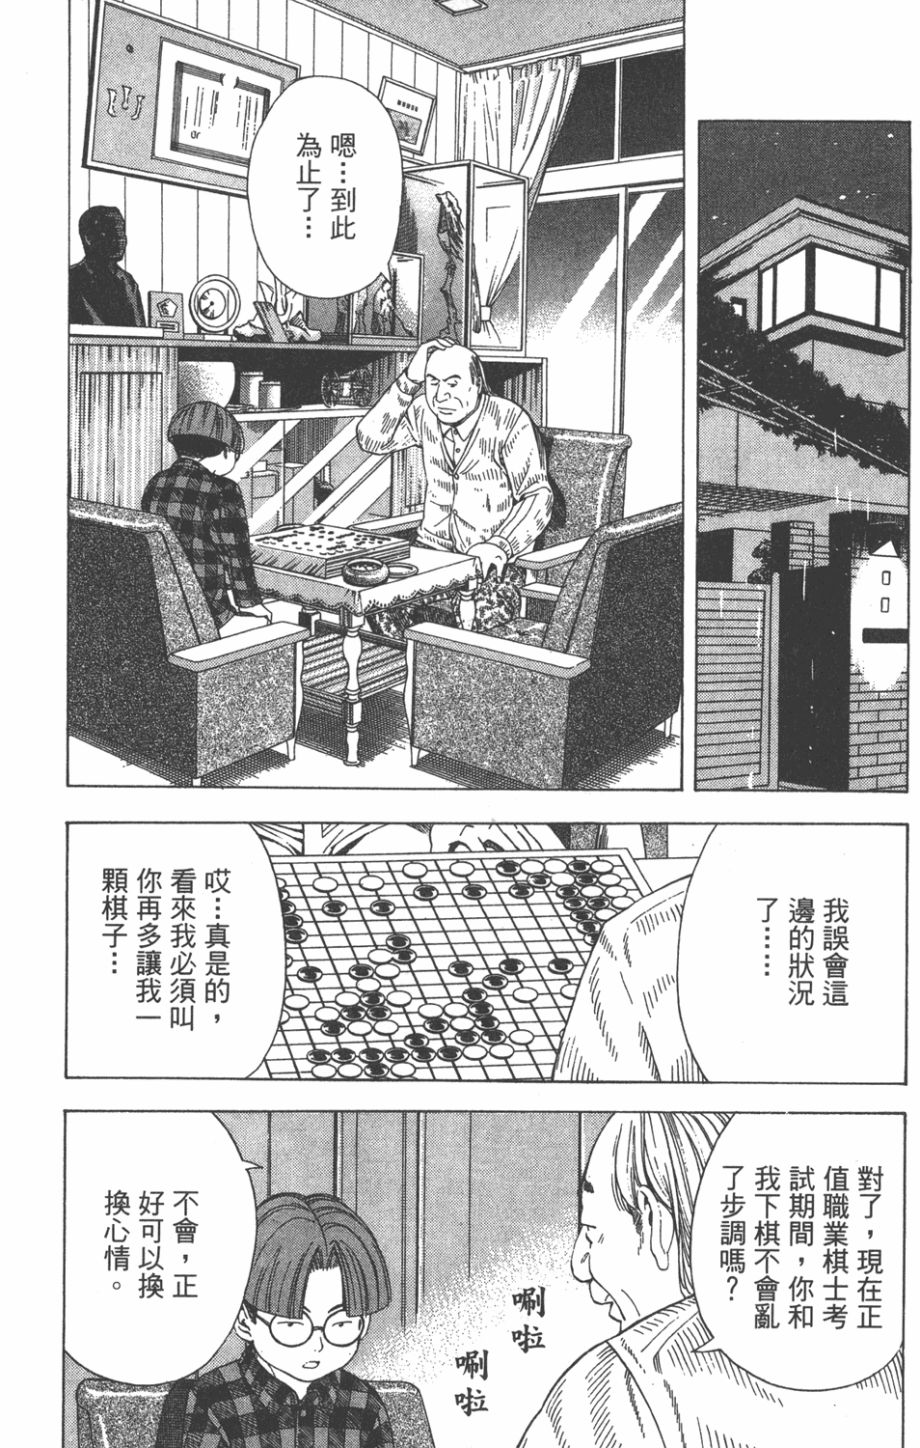 嗯…到此
為止了…
我誤會這
邊的狀況
了……
哎…真是的，
看來我必須叫
你再多讓我一
顆棋子…
對了，現在正
值職業棋士考
試期間，你和
我下棋不會亂
了步調嗎？
唰啦
唰啦
不會，正
好可以換
換心情。